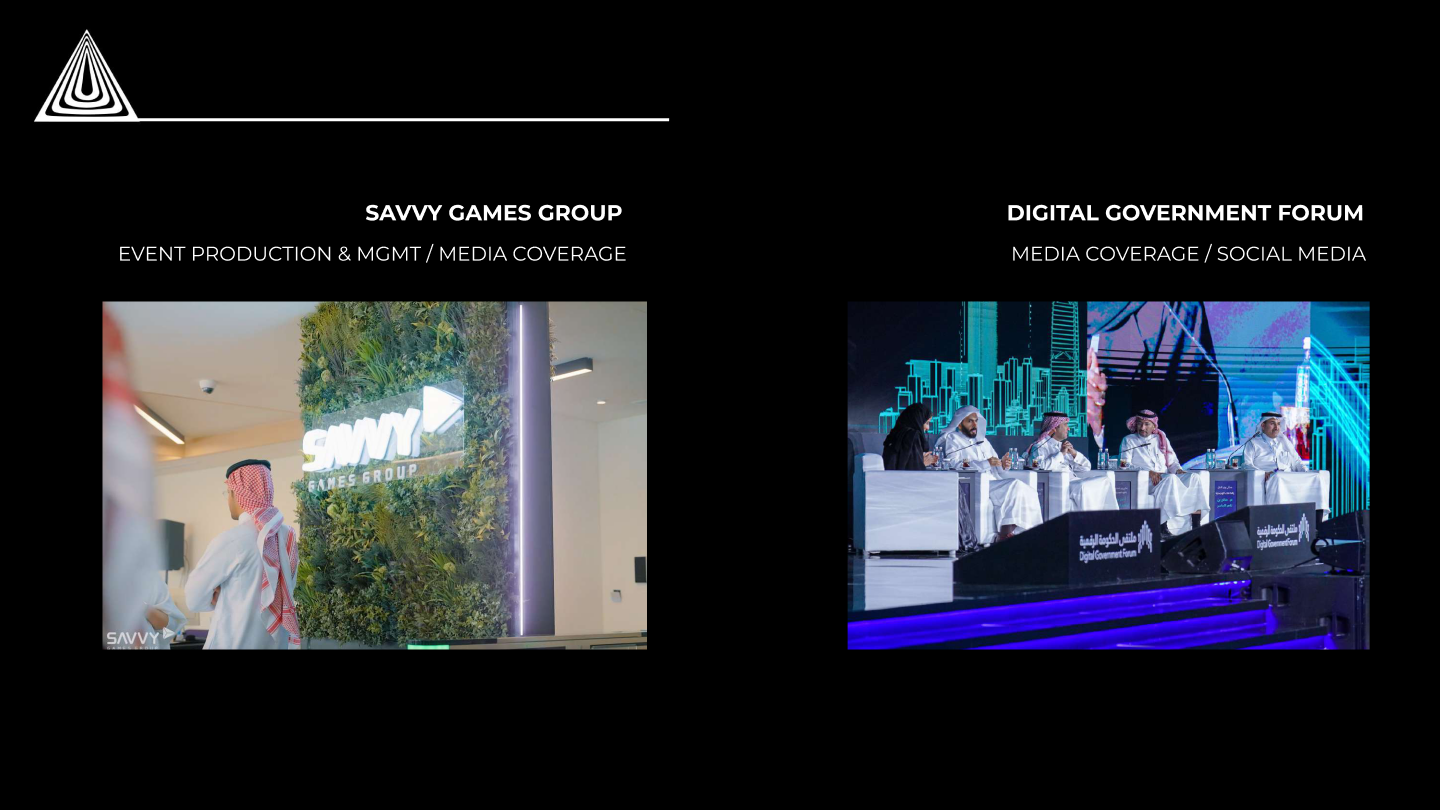 SAVVY GAMES GROUP
EVENT PRODUCTION & MGMT / MEDIA COVERAGE
SAVVY
GAMES GROUP
SAVVY
GAMES GROUP
DIGITAL GOVERNMENT FORUM
MEDIA COVERAGE / SOCIAL MEDIA
ملتقى الحكومة الرقمية
Digital Government Forum
ملتقى الحكومة الرقمية
Digital Government Forum